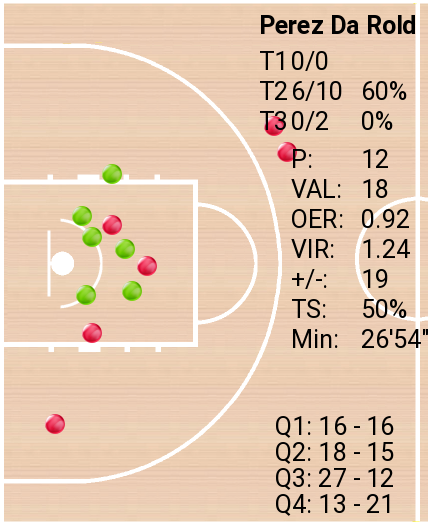 Perez Da Rold
T1 0/0
T2 6/10 60%
T3 0/2 0%
P: 12
VAL: 18
OER: 0.92
VIR: 1.24
+/-: 19
TS: 50%
Min: 26'54"
Q1: 16 - 16
Q2: 18 - 15
Q3: 27 - 12
Q4: 13 - 21